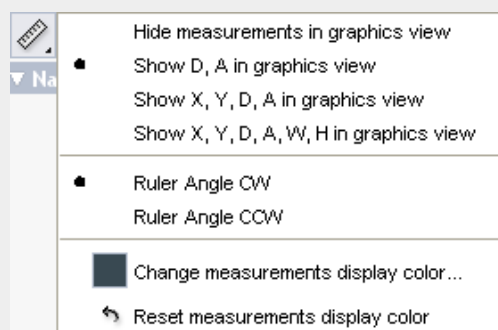 Hide measurements in graphics view
Na
Show D, A in graphics view
Show X, Y, D, A in graphics view
Show X, Y, D, A, W, H in graphics view
Ruler Angle CW
Ruler Angle CCW
Change measurements display color...
Reset measurements display color